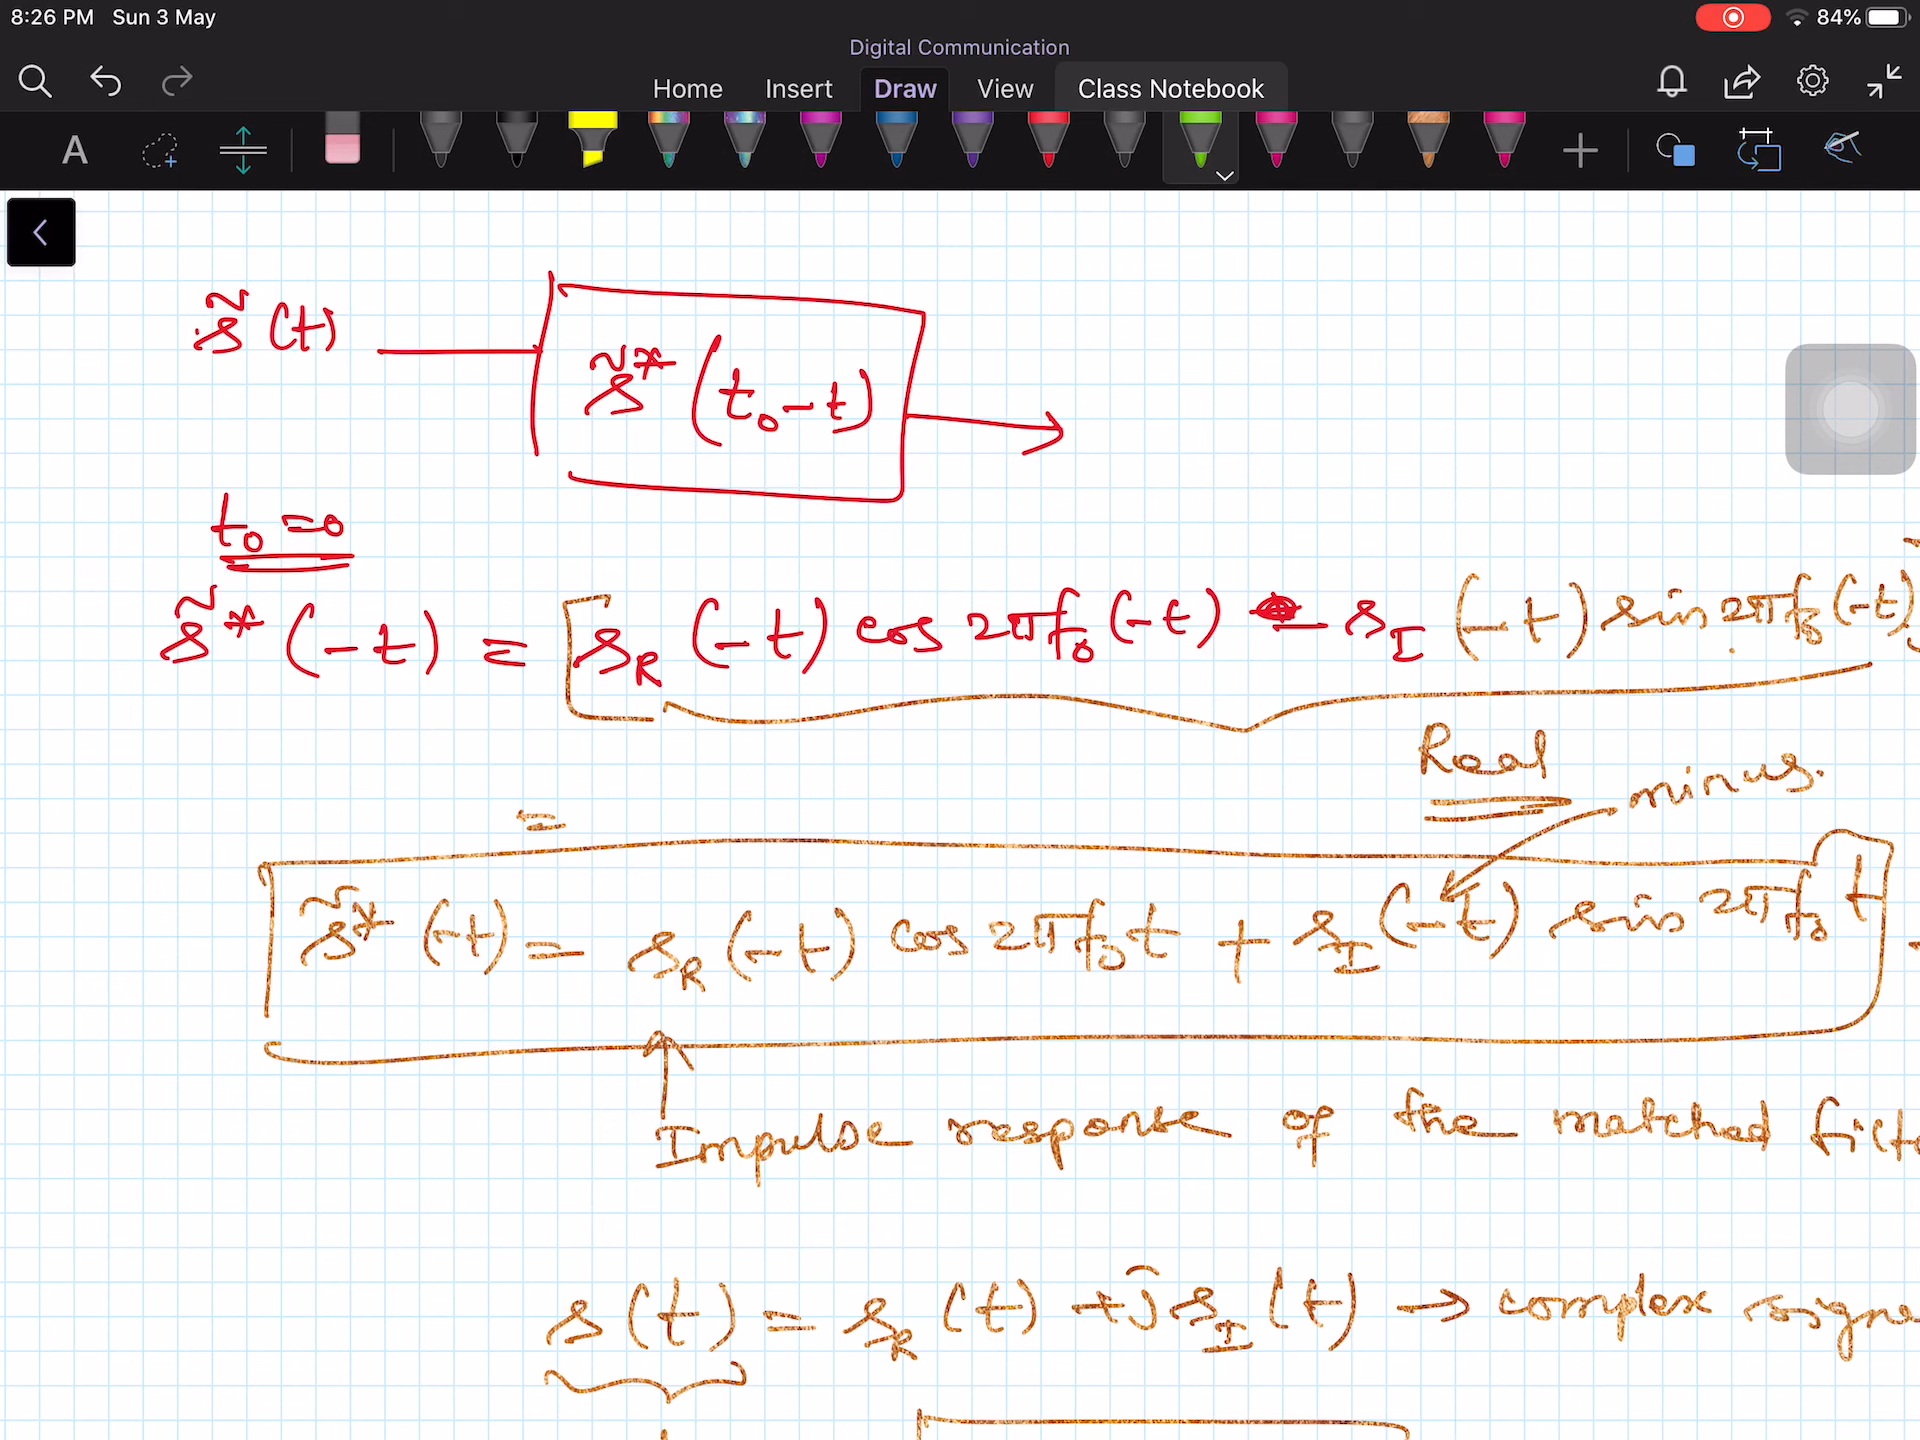 8:26 PM Sun 3 May 84%
Digital Communication
Home Insert Draw View Class Notebook
A
s̃(t)
s̃*(t₀-t)
t₀ = 0
s̃*(-t) = [s_R(-t) cos 2πf₀(-t) - s_I(-t) sin 2πf₀(-t)
Real
minus.
=
s̃*(-t) = s_R(-t) cos 2πf₀t + s_I(-t) sin 2πf₀t
Impulse response of the matched
s(t) = s_R(t) + j s_I(t) → complex